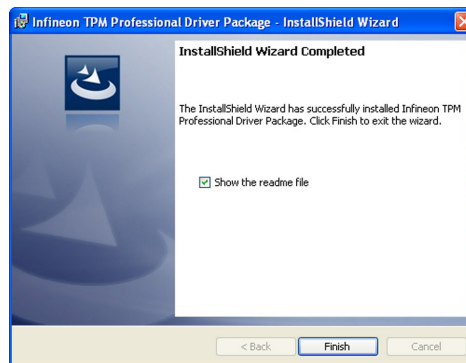 Infineon TPM Professional Driver Package - InstallShield Wizard
InstallShield Wizard Completed
The InstallShield Wizard has successfully installed Infineon TPM
Professional Driver Package. Click Finish to exit the wizard.
Show the readme file
< Back Finish Cancel